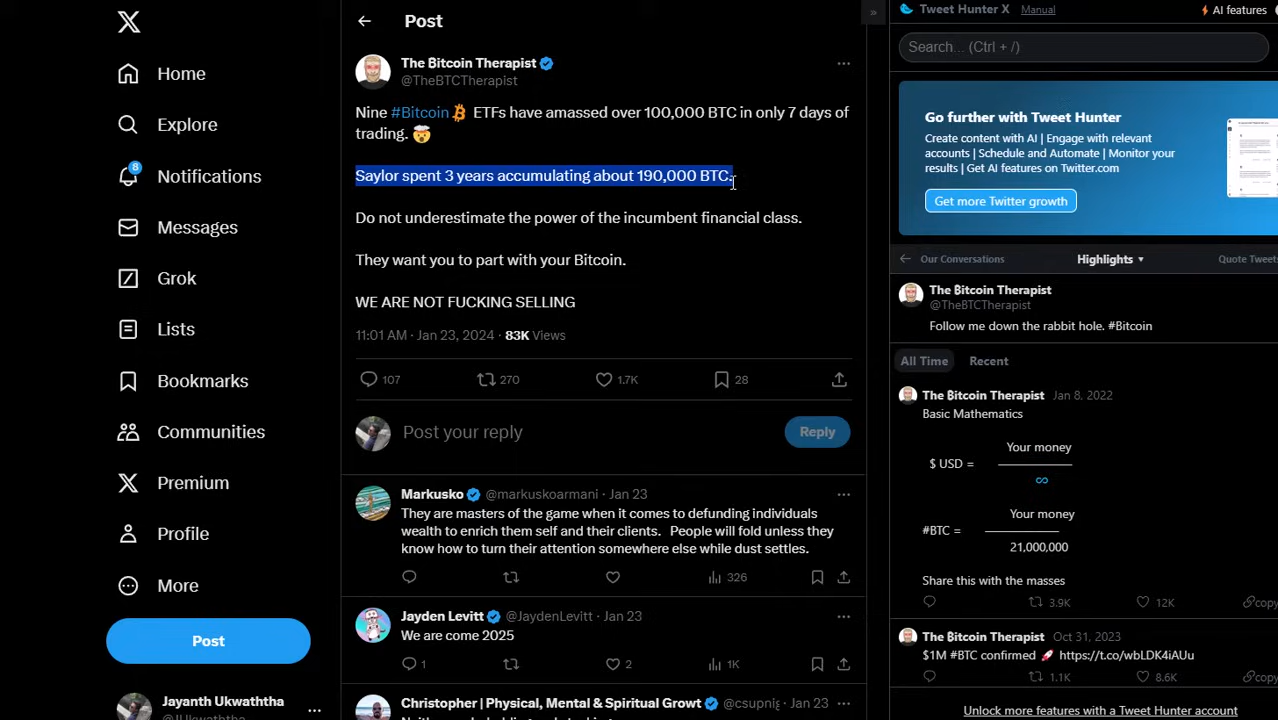 Home
Explore
8
Notifications
Messages
Grok
Lists
Bookmarks
Communities
Premium
Profile
More
Post
Jayanth Ukwaththa
Post
The Bitcoin Therapist
@TheBTCTherapist
Nine #Bitcoin ETFs have amassed over 100,000 BTC in only 7 days of
trading. 🤯
Saylor spent 3 years accumulating about 190,000 BTC.
Do not underestimate the power of the incumbent financial class.
They want you to part with your Bitcoin.
WE ARE NOT FUCKING SELLING
11:01 AM · Jan 23, 2024 · 83K Views
107 270 1.7K 28
Post your reply
Reply
Markusko @markuskoarmani · Jan 23
They are masters of the game when it comes to defunding individuals
wealth to enrich them self and their clients. People will fold unless they
know how to turn their attention somewhere else while dust settles.
326
Jayden Levitt @JaydenLevitt · Jan 23
We are come 2025
1 2 1K
Christopher | Physical, Mental & Spiritual Growt @csupnig · Jan 23
»
Tweet Hunter X Manual
AI features
Search... (Ctrl + /)
Go further with Tweet Hunter
Create content with AI | Engage with relevant
accounts | Schedule and Automate | Monitor your
results | Get AI features on Twitter.com
Get more Twitter growth
Our Conversations Highlights ▾ Quote Tweets
The Bitcoin Therapist
@TheBTCTherapist
Follow me down the rabbit hole. #Bitcoin
All Time Recent
The Bitcoin Therapist Jan 8, 2022
Basic Mathematics
Your money
$ USD =
∞
Your money
#BTC =
21,000,000
Share this with the masses
3.9K 12K copy
The Bitcoin Therapist Oct 31, 2023
$1M #BTC confirmed 🚀 https://t.co/wbLDK4iAUu
1.1K 8.6K copy
Unlock more features with a Tweet Hunter account